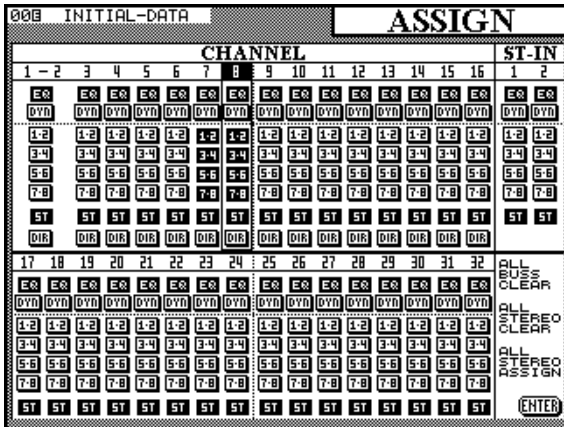 00 INITIAL-DATA
ASSIGN
CHANNEL ST-IN
1-2 3 4 5 6 7 8 9 10 11 12 13 14 15 16 1 2
EQ EQ EQ EQ EQ EQ EQ EQ EQ EQ EQ EQ EQ EQ EQ EQ EQ
DYN DYN DYN DYN DYN DYN DYN DYN DYN DYN DYN DYN DYN DYN DYN
1-2 1-2 1-2 1-2 1-2 1-2 1-2 1-2 1-2 1-2 1-2 1-2 1-2 1-2 1-2 1-2 1-2
3-4 3-4 3-4 3-4 3-4 3-4 3-4 3-4 3-4 3-4 3-4 3-4 3-4 3-4 3-4 3-4 3-4
5-6 5-6 5-6 5-6 5-6 5-6 5-6 5-6 5-6 5-6 5-6 5-6 5-6 5-6 5-6 5-6 5-6
7-8 7-8 7-8 7-8 7-8 7-8 7-8 7-8 7-8 7-8 7-8 7-8 7-8 7-8 7-8 7-8 7-8
ST ST ST ST ST ST ST ST ST ST ST ST ST ST ST ST ST
DIR DIR DIR DIR DIR DIR DIR DIR DIR DIR DIR DIR DIR DIR DIR
17 18 19 20 21 22 23 24 25 26 27 28 29 30 31 32
EQ EQ EQ EQ EQ EQ EQ EQ EQ EQ EQ EQ EQ EQ EQ EQ
DYN DYN DYN DYN DYN DYN DYN DYN DYN DYN DYN DYN DYN DYN DYN DYN
1-2 1-2 1-2 1-2 1-2 1-2 1-2 1-2 1-2 1-2 1-2 1-2 1-2 1-2 1-2 1-2
3-4 3-4 3-4 3-4 3-4 3-4 3-4 3-4 3-4 3-4 3-4 3-4 3-4 3-4 3-4 3-4
5-6 5-6 5-6 5-6 5-6 5-6 5-6 5-6 5-6 5-6 5-6 5-6 5-6 5-6 5-6 5-6
7-8 7-8 7-8 7-8 7-8 7-8 7-8 7-8 7-8 7-8 7-8 7-8 7-8 7-8 7-8 7-8
ST ST ST ST ST ST ST ST ST ST ST ST ST ST ST ST
ALL
BUSS
CLEAR
ALL
STEREO
CLEAR
ALL
STEREO
ASSIGN
ENTER